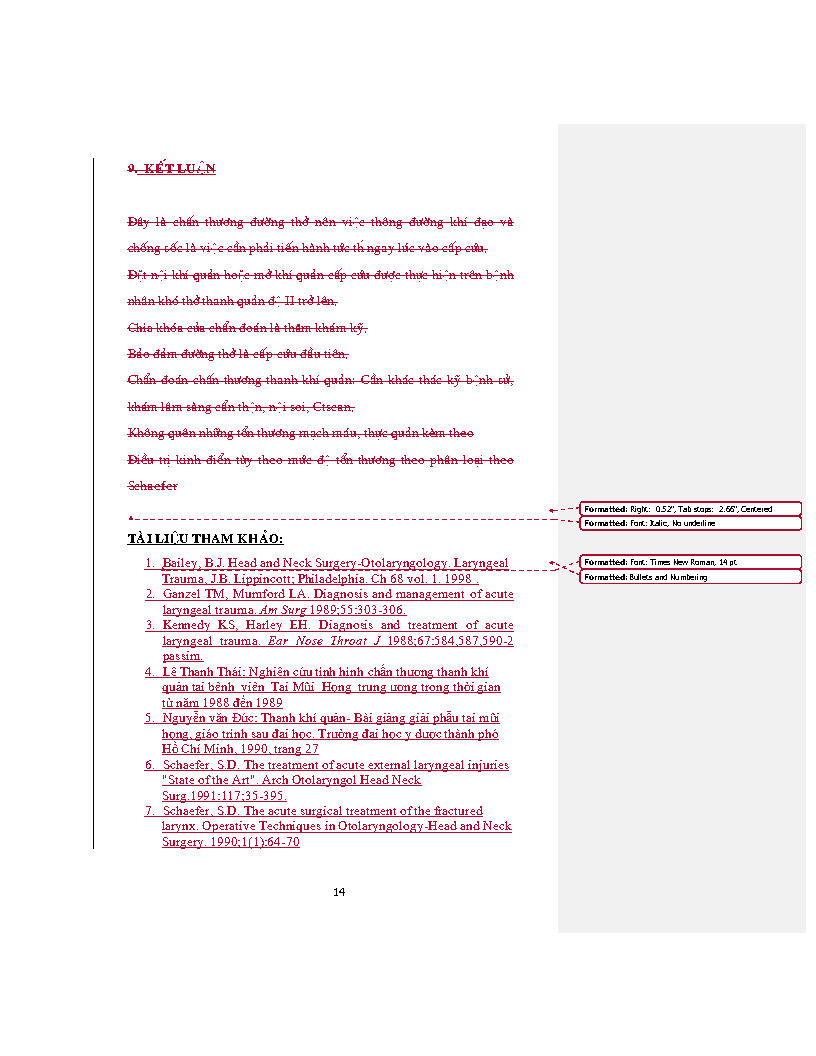 9. KẾT LUẬN
Đây là chấn thương đường thở nên việc thông đường khí đạo và
chống sốc là việc cần phải tiến hành tức thì ngay lúc vào cấp cứu.
Đặt nội khí quản hoặc mở khí quản cấp cứu được thực hiện trên bệnh
nhân khó thở thanh quản độ II trở lên.
Chìa khóa của chẩn đoán là thăm khám kỹ.
Bảo đảm đường thở là cấp cứu đầu tiên.
Chẩn đoán chấn thương thanh khí quản: Cần khác thác kỹ bệnh sử,
khám lâm sàng cẩn thận, nội soi, Ctscan.
Không quên những tổn thương mạch máu, thực quản kèm theo
Điều trị kinh điển tùy theo mức độ tổn thương theo phân loại theo
Schaefer
Formatted: Right: 0.52", Tab stops: 2.66", Centered
Formatted: Font: Italic, No underline
TÀI LIỆU THAM KHẢO:
1. Bailey, B.J. Head and Neck Surgery-Otolaryngology. Laryngeal
Trauma, J.B. Lippincott; Philadelphia. Ch 68 vol. 1. 1998 .
Formatted: Font: Times New Roman, 14 pt
Formatted: Bullets and Numbering
2. Ganzel TM, Mumford LA. Diagnosis and management of acute
laryngeal trauma. Am Surg 1989;55:303-306.
3. Kennedy KS, Harley EH. Diagnosis and treatment of acute
laryngeal trauma. Ear Nose Throat J 1988;67:584,587,590-2
passim.
4. Lê Thanh Thái: Nghiên cứu tình hình chấn thương thanh khí
quản tại bệnh viện Tai Mũi Họng trung ương trong thời gian
từ năm 1988 đến 1989
5. Nguyễn văn Đức: Thanh khí quản- Bài giảng giải phẫu tai mũi
họng, giáo trình sau đại học. Trường đại học y dược thành phố
Hồ Chí Minh, 1990, trang 27
6. Schaefer, S.D. The treatment of acute external laryngeal injuries
"State of the Art". Arch Otolaryngol Head Neck
Surg.1991:117;35-395.
7. Schaefer, S.D. The acute surgical treatment of the fractured
larynx. Operative Techniques in Otolaryngology-Head and Neck
Surgery. 1990;1(1):64-70
14